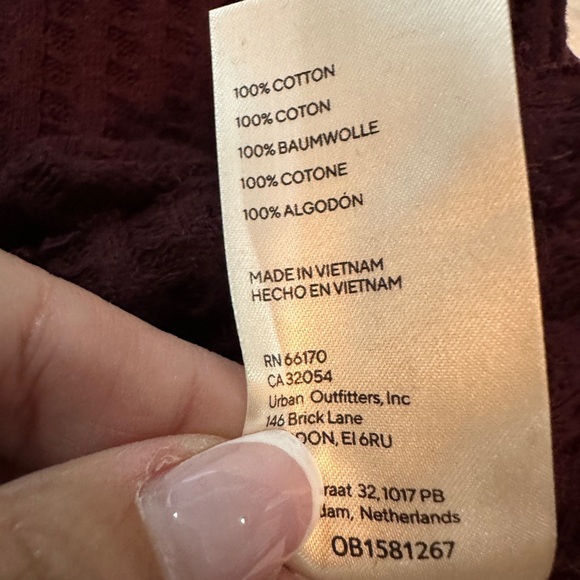 100% COTTON
100% COTON
100% BAUMWOLLE
100% COTONE
100% ALGODÓN
MADE IN VIETNAM
HECHO EN VIETNAM
RN 66170
CA 32054
Urban Outfitters, Inc
146 Brick Lane
DON, E1 6RU
raat 32, 1017 PB
dam, Netherlands
OB1581267